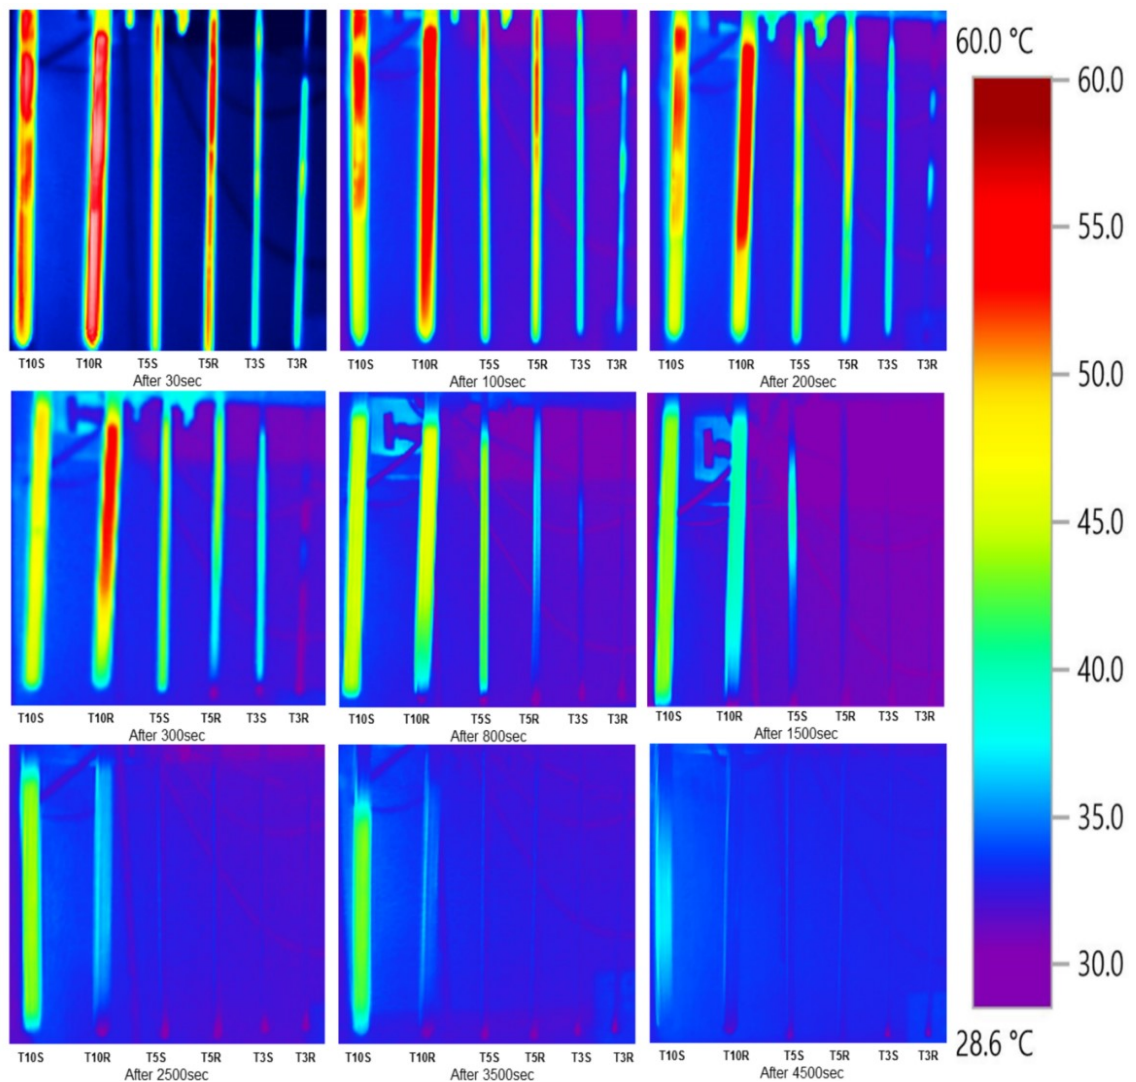 T10S T10R T5S T5R T3S T3R
After 30sec
T10S T10R T5S T5R T3S T3R
After 100sec
T10S T10R T5S T5R T3S T3R
After 200sec
T10S T10R T5S T5R T3S T3R
After 300sec
T10S T10R T5S T5R T3S T3R
After 800sec
T10S T10R T5S T5R T3S T3R
After 1500sec
T10S T10R T5S T5R T3S T3R
After 2500sec
T10S T10R T5S T5R T3S T3R
After 3500sec
T10S T10R T5S T5R T3S T3R
After 4500sec
60.0 °C
60.0
55.0
50.0
45.0
40.0
35.0
30.0
28.6 °C